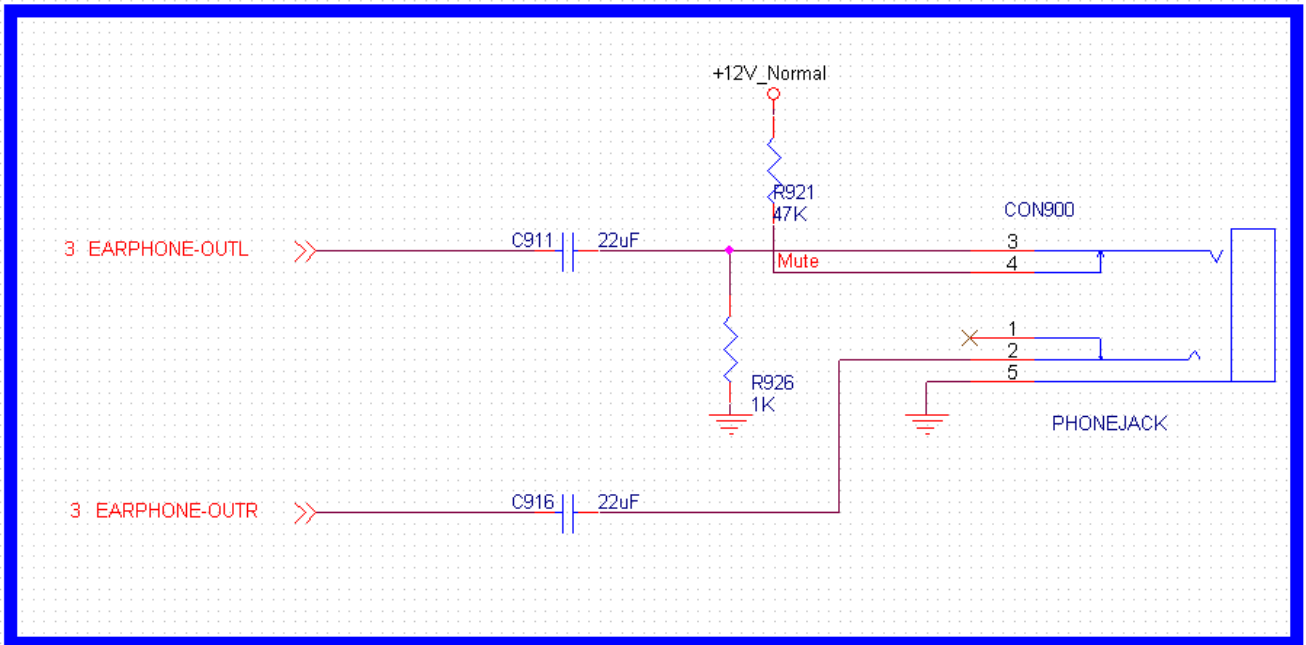 +12V_Normal
R921
47K
CON900
3 EARPHONE-OUTL
C911
22uF
3
Mute
4
1
2
5
R926
1K
PHONEJACK
3 EARPHONE-OUTR
C916
22uF